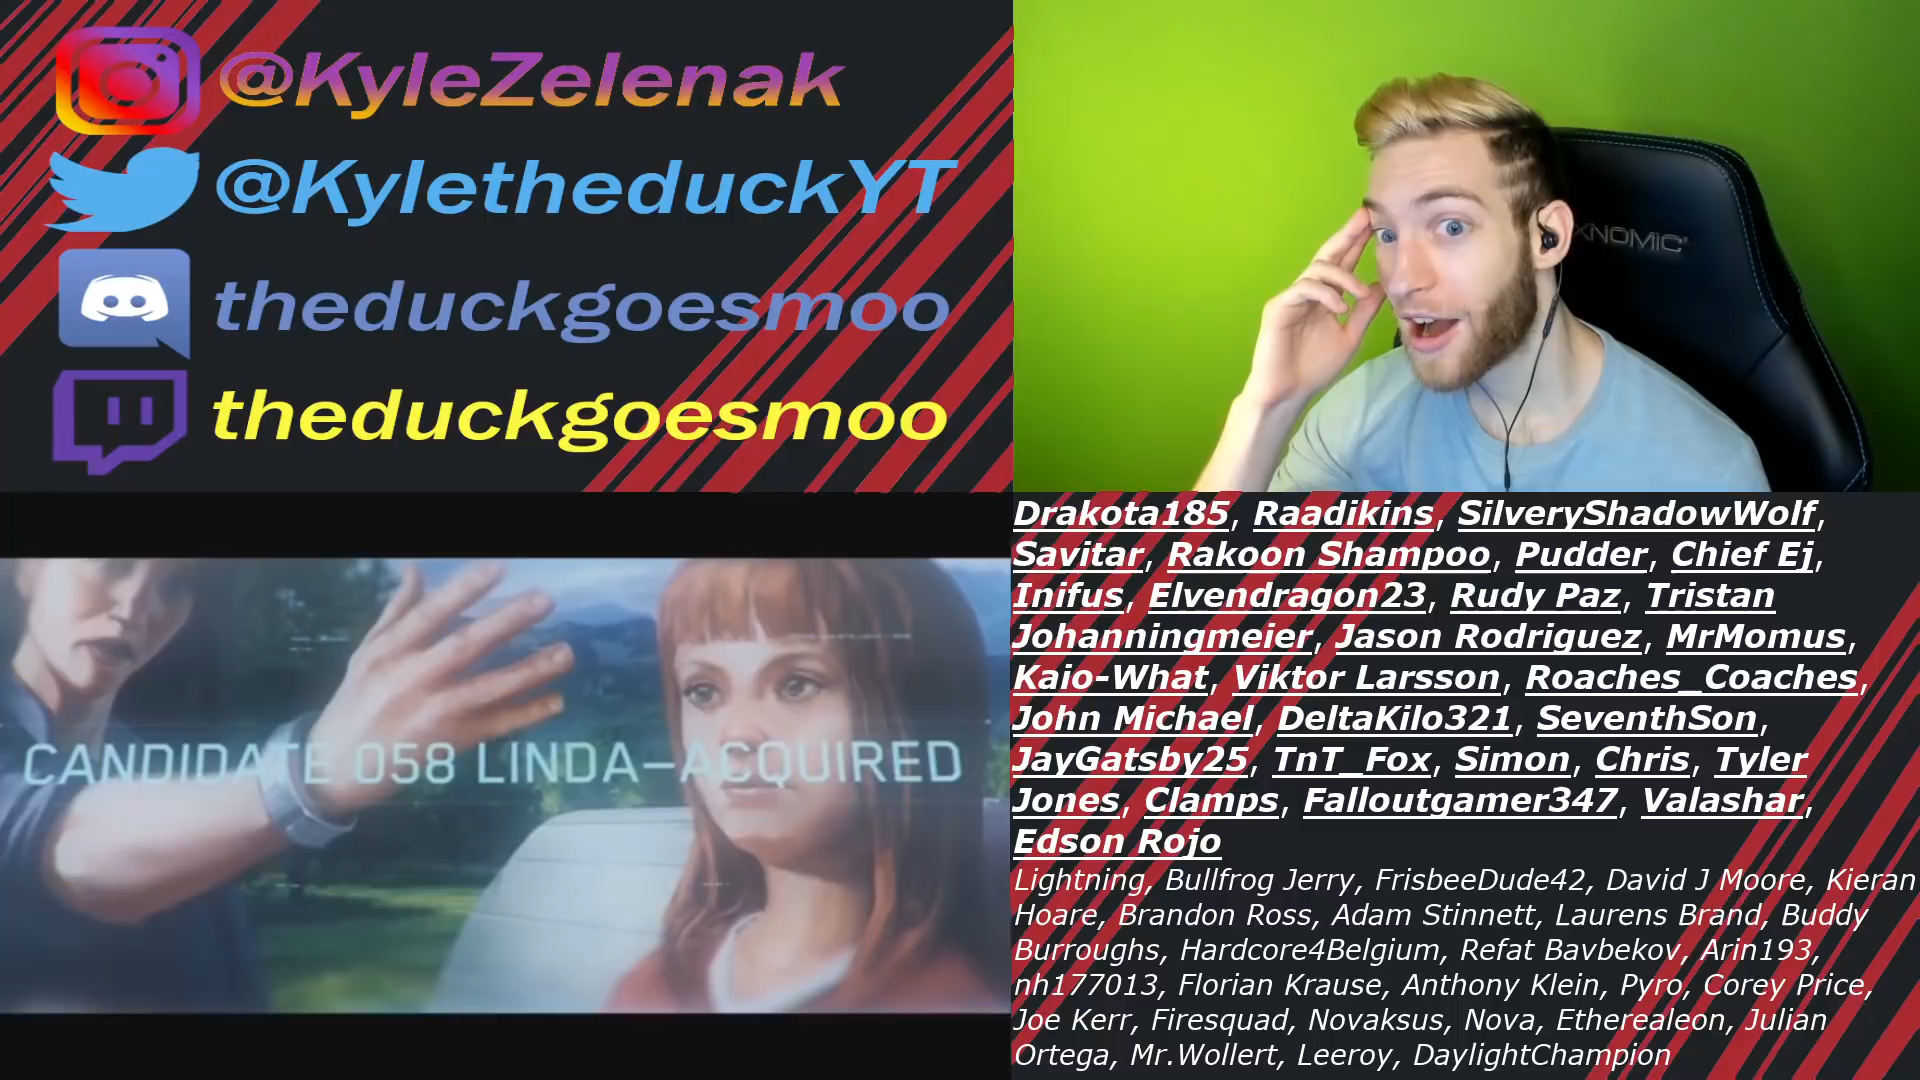 @KyleZelenak
@KyletheduckYT
theduckgoesmoo
theduckgoesmoo
XNOMIC
CANDIDATE 058 LINDA-ACQUIRED
Drakota185, Raadikins, SilveryShadowWolf,
Savitar, Rakoon Shampoo, Pudder, Chief Ej,
Inifus, Elvendragon23, Rudy Paz, Tristan
Johanningmeier, Jason Rodriguez, MrMomus,
Kaio-What, Viktor Larsson, Roaches_Coaches,
John Michael, DeltaKilo321, SeventhSon,
JayGatsby25, TnT_Fox, Simon, Chris, Tyler
Jones, Clamps, Falloutgamer347, Valashar,
Edson Rojo
Lightning, Bullfrog Jerry, FrisbeeDude42, David J Moore, Kieran
Hoare, Brandon Ross, Adam Stinnett, Laurens Brand, Buddy
Burroughs, Hardcore4Belgium, Refat Bavbekov, Arin193,
nh177013, Florian Krause, Anthony Klein, Pyro, Corey Price,
Joe Kerr, Firesquad, Novaksus, Nova, Etherealeon, Julian
Ortega, Mr.Wollert, Leeroy, DaylightChampion